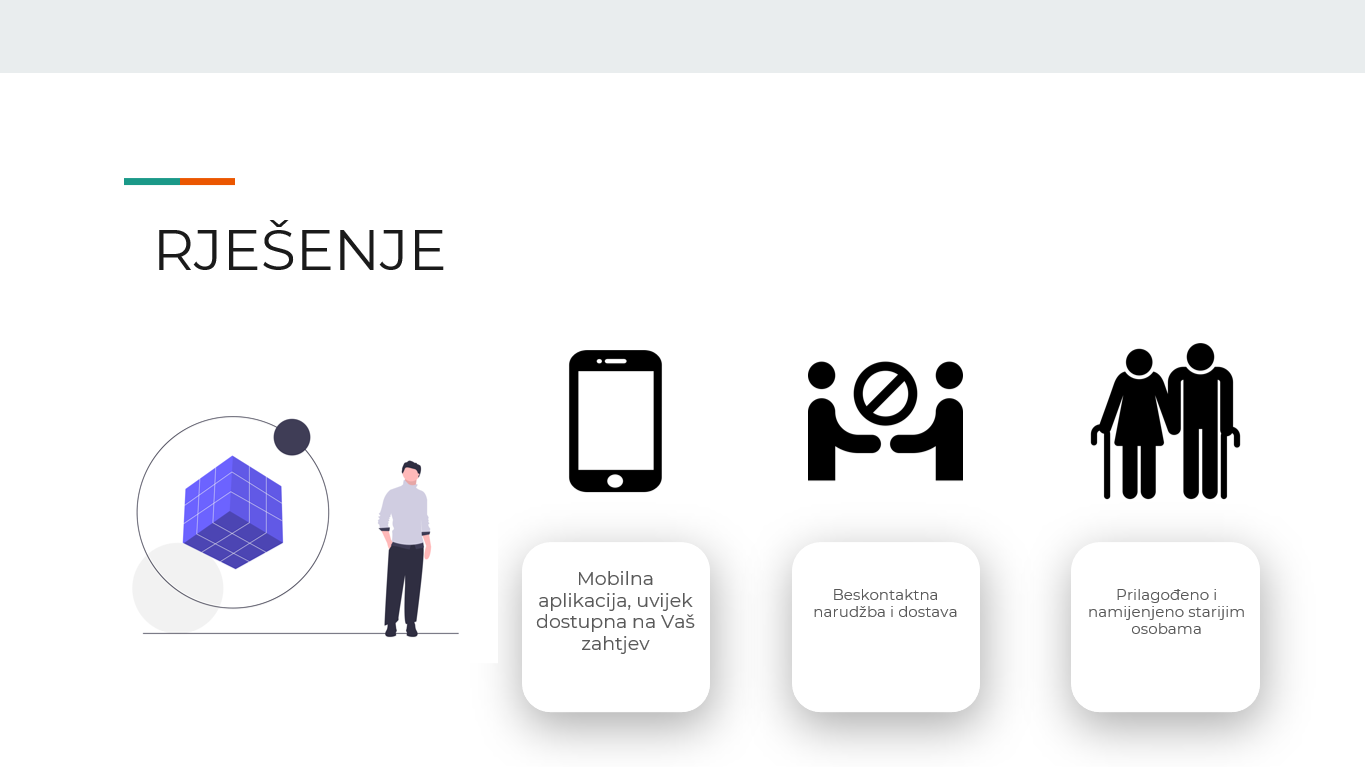 RJEŠENJE
Mobilna
aplikacija, uvijek
dostupna na Vaš
zahtjev
Beskontaktna
narudžba i dostava
Prilagođeno i
namijenjeno starijim
osobama